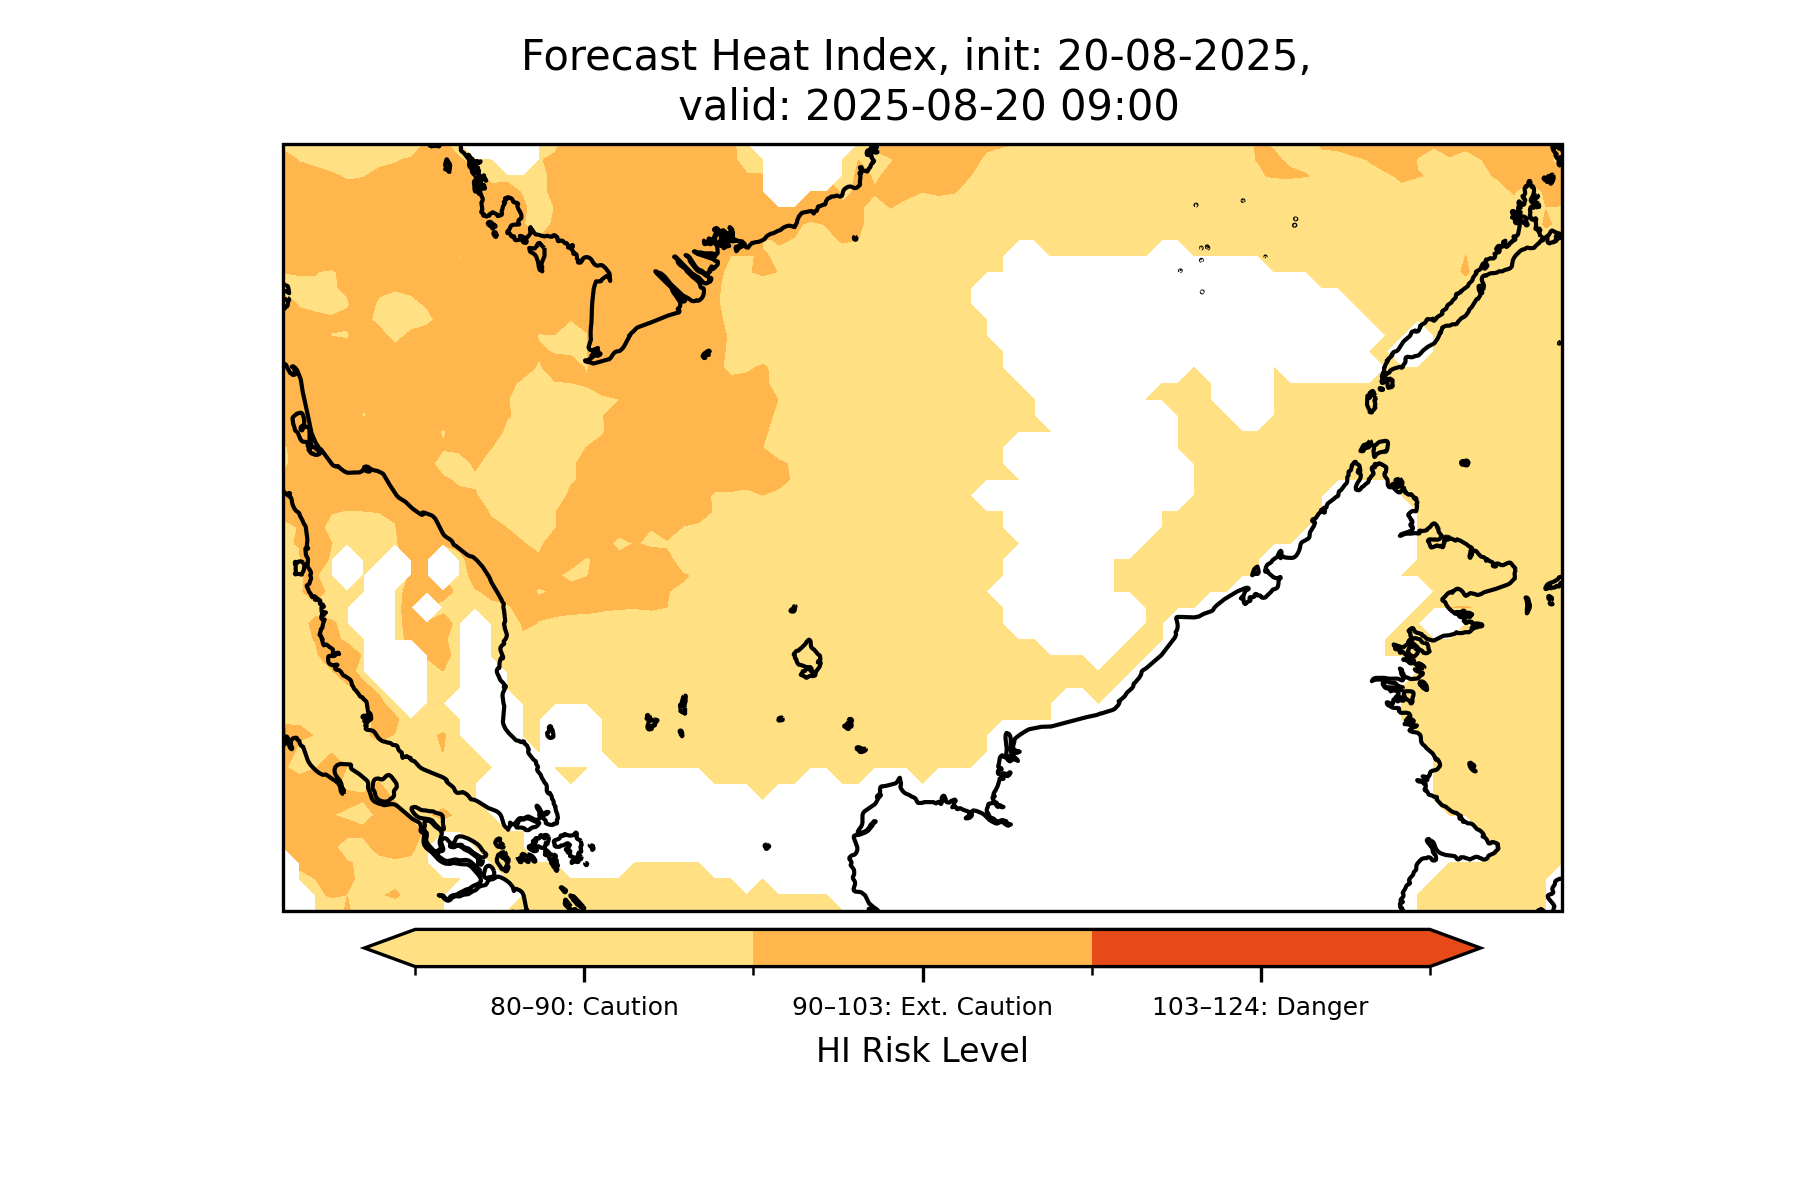 Forecast Heat Index, init: 20-08-2025,
valid: 2025-08-20 09:00
80–90: Caution
90–103: Ext. Caution
103–124: Danger
HI Risk Level